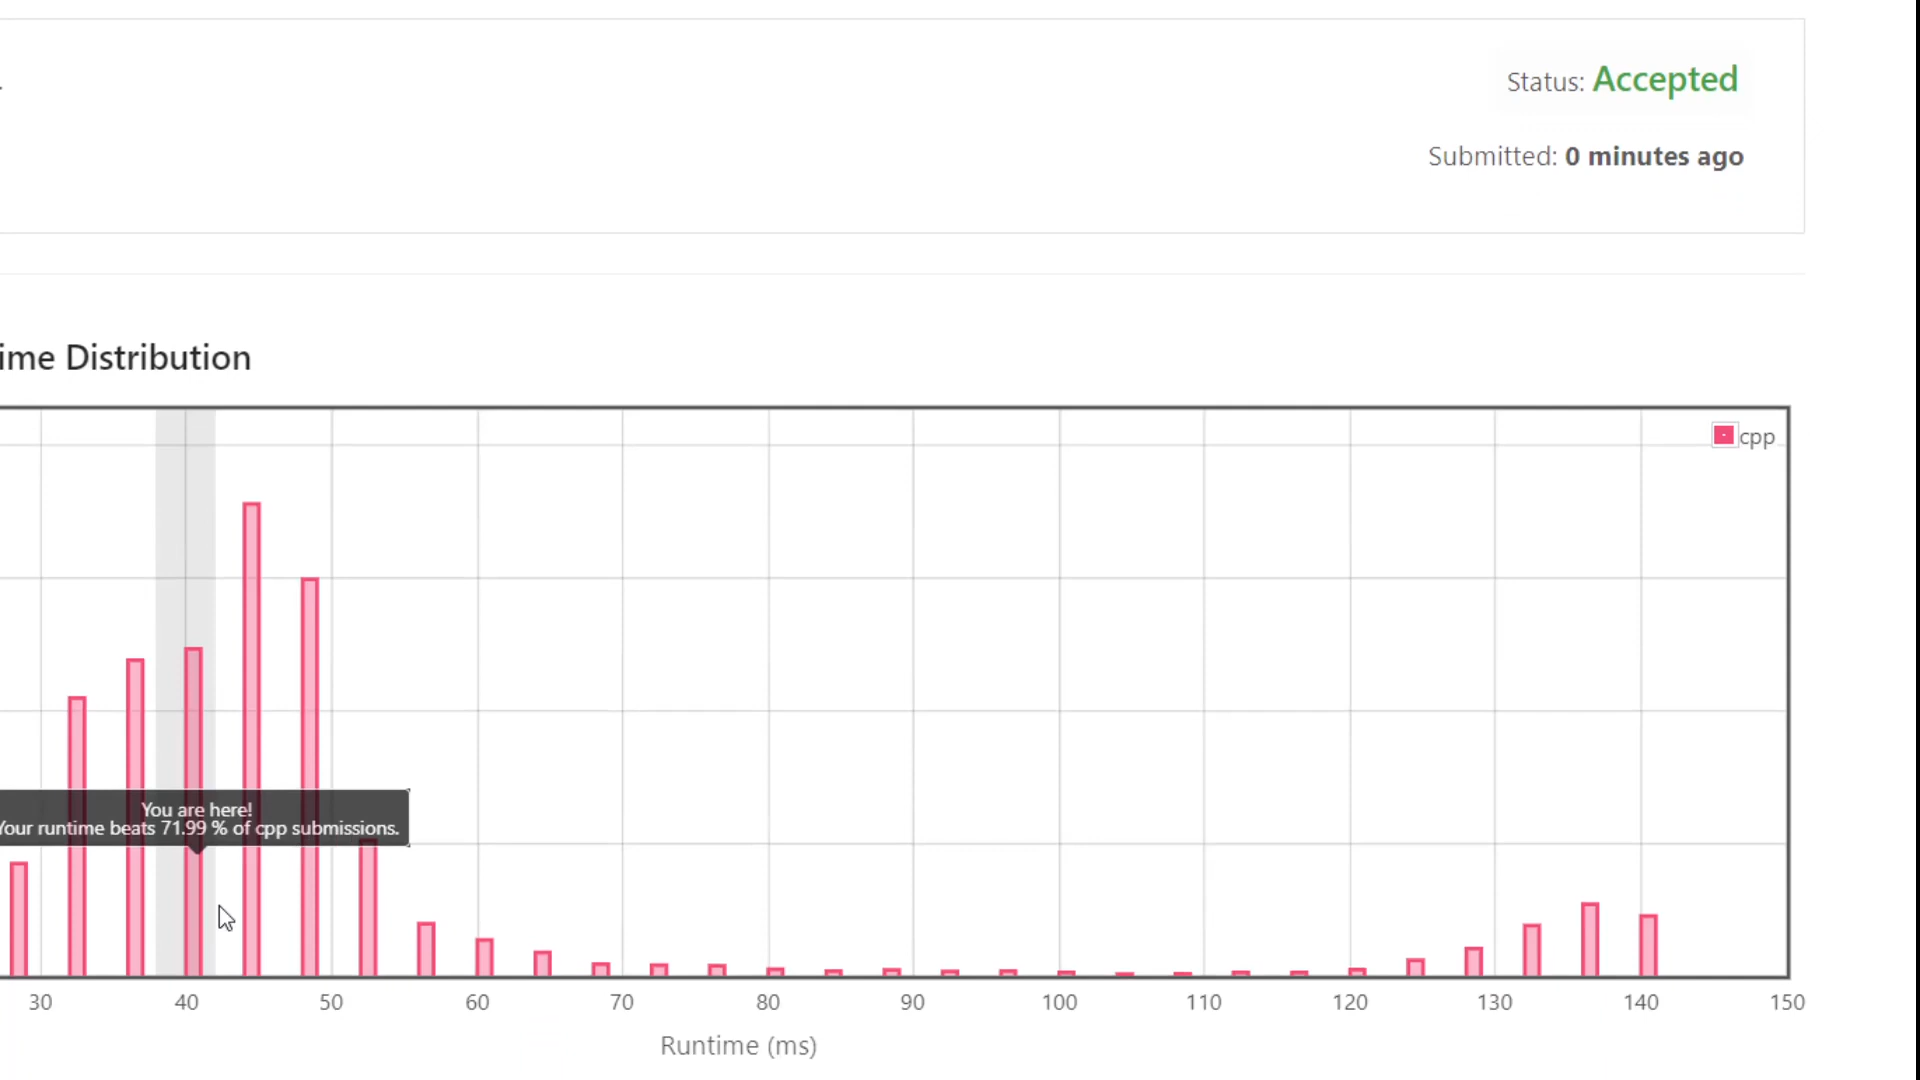 Status: Accepted
Submitted: 0 minutes ago
ime Distribution
cpp
You are here!
Your runtime beats 71.99 % of cpp submissions.
30 40 50 60 70 80 90 100 110 120 130 140 150
Runtime (ms)